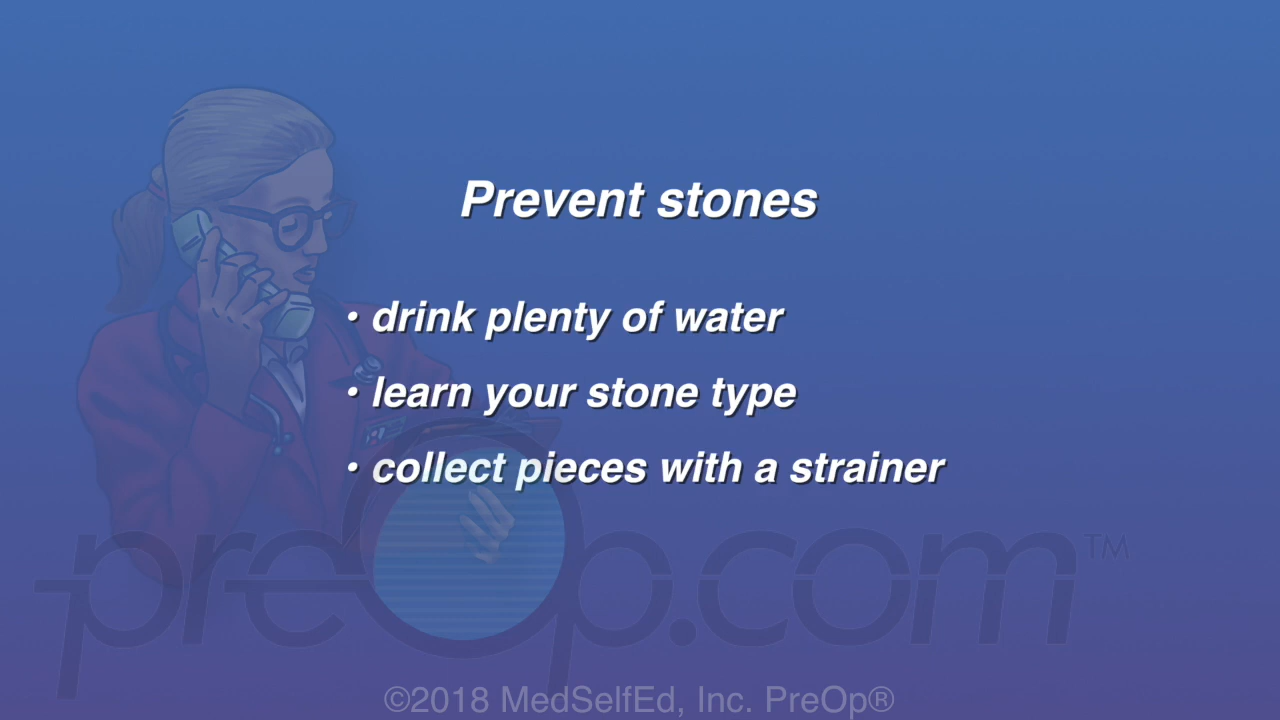 Prevent stones
• drink plenty of water
• learn your stone type
• collect pieces with a strainer
preOp.com™
©2018 MedSelfEd, Inc. PreOp®